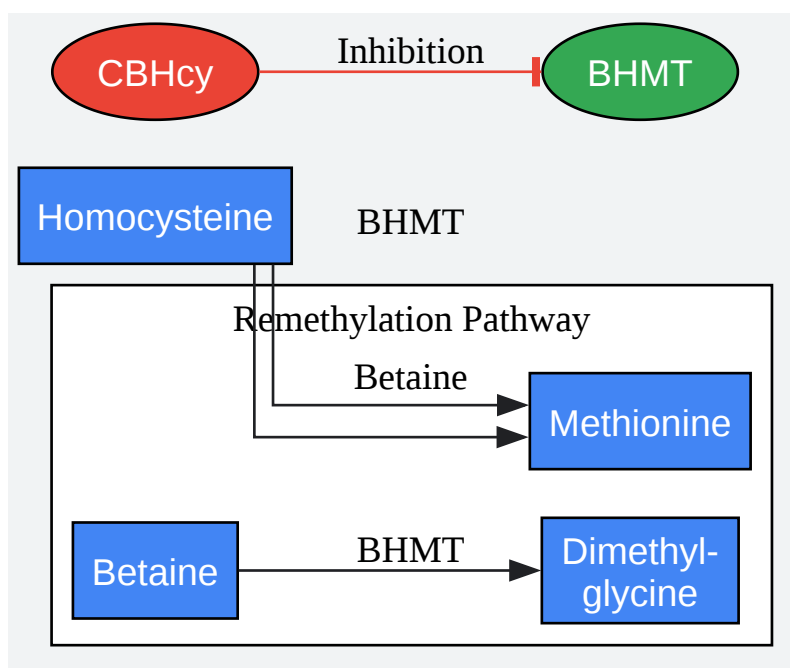 CBHcy
Inhibition
BHMT
Homocysteine
BHMT
Remethylation Pathway
Betaine
Methionine
Betaine
BHMT
Dimethyl-
glycine